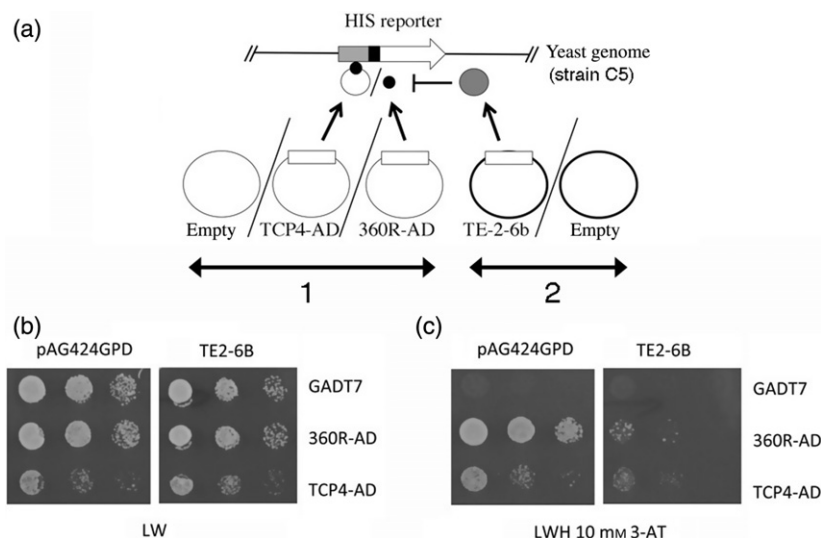 (a)
HIS reporter
Yeast genome
(strain C5)
Empty
TCP4-AD
360R-AD
TE-2-6b
Empty
1
2
(b)
pAG424GPD
TE2-6B
GADT7
360R-AD
TCP4-AD
LW
(c)
pAG424GPD
TE2-6B
GADT7
360R-AD
TCP4-AD
LWH 10 mM 3-AT